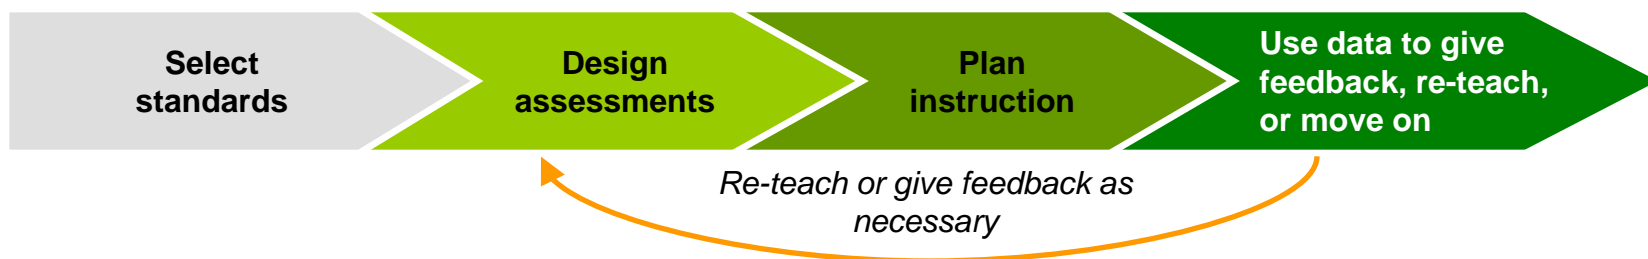 Select
standards
Design
assessments
Plan
instruction
Use data to give
feedback, re-teach,
or move on
Re-teach or give feedback as
necessary